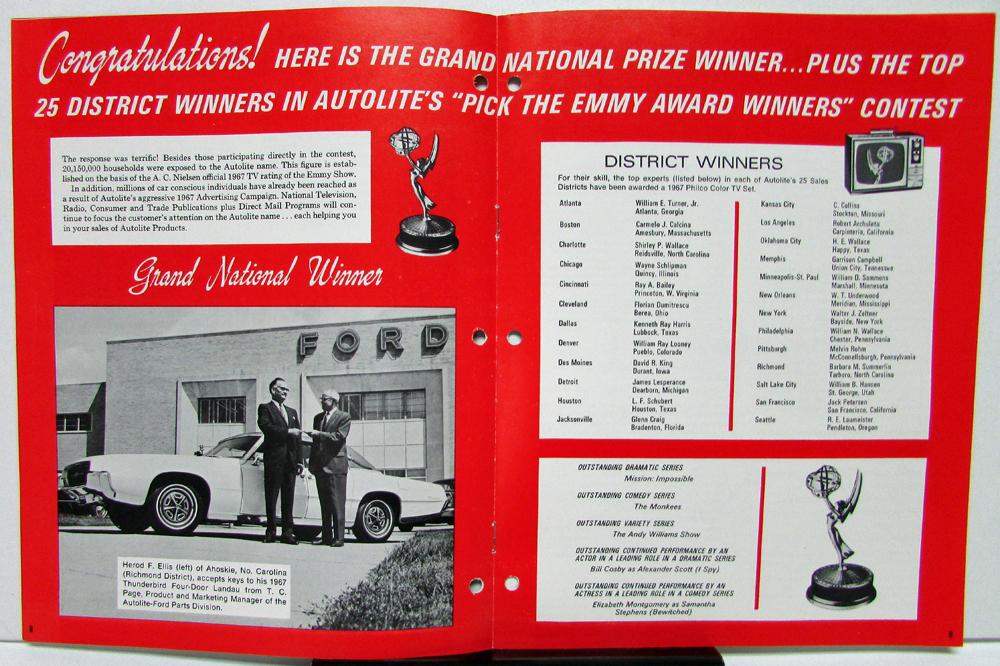 Congratulations! HERE IS THE GRAND NATIONAL PRIZE WINNER...PLUS THE TOP
25 DISTRICT WINNERS IN AUTOLITE'S "PICK THE EMMY AWARD WINNERS" CONTEST
The response was terrific! Besides those participating directly in the contest,
20,150,000 households were exposed to the Autolite name. This figure is estab-
lished on the basis of the A. C. Nielsen official 1967 TV rating of the Emmy Show.
In addition, millions of car conscious individuals have already been reached as
a result of Autolite's aggressive 1967 Advertising Campaign. National Television,
Radio, Consumer and Trade Publications plus Direct Mail Programs will con-
tinue to focus the customer's attention on the Autolite name ... each helping you
in your sales of Autolite Products.
Grand National Winner
FORD
Herod F. Ellis (left) of Ahoskie, No. Carolina
(Richmond District), accepts keys to his 1967
Thunderbird Four-Door Landau from T. C.
Page, Product and Marketing Manager of the
Autolite-Ford Parts Division.
8
DISTRICT WINNERS
For their skill, the top experts (listed below) in each of Autolite's 25 Sales
Districts have been awarded a 1967 Philco Color TV Set.
Atlanta William E. Turner, Jr.
Atlanta, Georgia
Boston Carmele J. Calcina
Amesbury, Massachusetts
Charlotte Shirley P. Wallace
Reidsville, North Carolina
Chicago Wayne Schlipman
Quincy, Illinois
Cincinnati Ray A. Bailey
Princeton, W. Virginia
Cleveland Florian Dumitrescu
Berea, Ohio
Dallas Kenneth Ray Harris
Lubbock, Texas
Denver William Ray Looney
Pueblo, Colorado
Des Moines David R. King
Durant, Iowa
Detroit James Lesperance
Dearborn, Michigan
Houston L. F. Schubert
Houston, Texas
Jacksonville Glenn Craig
Bradenton, Florida
Kansas City C. Collins
Stockton, Missouri
Los Angeles Robert Archuleta
Carpinteria, California
Oklahoma City H. E. Wallace
Happy, Texas
Memphis Garrison Campbell
Union City, Tennessee
Minneapolis-St. Paul William D. Sammons
Marshall, Minnesota
New Orleans W. T. Underwood
Meridian, Mississippi
New York Walter J. Zeltner
Bayside, New York
Philadelphia William N. Wallace
Chester, Pennsylvania
Pittsburgh Melvin Rohm
McConnellsburgh, Pennsylvania
Richmond Barbara M. Summerlin
Tarboro, North Carolina
Salt Lake City William B. Hansen
St. George, Utah
San Francisco Jack Petersen
San Francisco, California
Seattle R. E. Laumeister
Pendleton, Oregon
OUTSTANDING DRAMATIC SERIES
Mission: Impossible
OUTSTANDING COMEDY SERIES
The Monkees
OUTSTANDING VARIETY SERIES
The Andy Williams Show
OUTSTANDING CONTINUED PERFORMANCE BY AN
ACTOR IN A LEADING ROLE IN A DRAMATIC SERIES
Bill Cosby as Alexander Scott (I Spy)
OUTSTANDING CONTINUED PERFORMANCE BY AN
ACTRESS IN A LEADING ROLE IN A COMEDY SERIES
Elizabeth Montgomery as Samantha
Stephens (Bewitched)
9